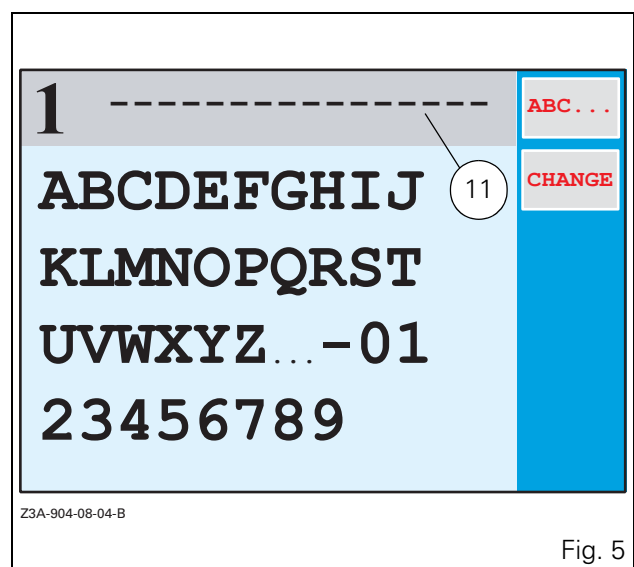 1 ----------------
ABC...
11
CHANGE
ABCDEFGHIJ
KLMNOPQRST
UVWXYZ...-01
23456789
Z3A-904-08-04-B
Fig. 5